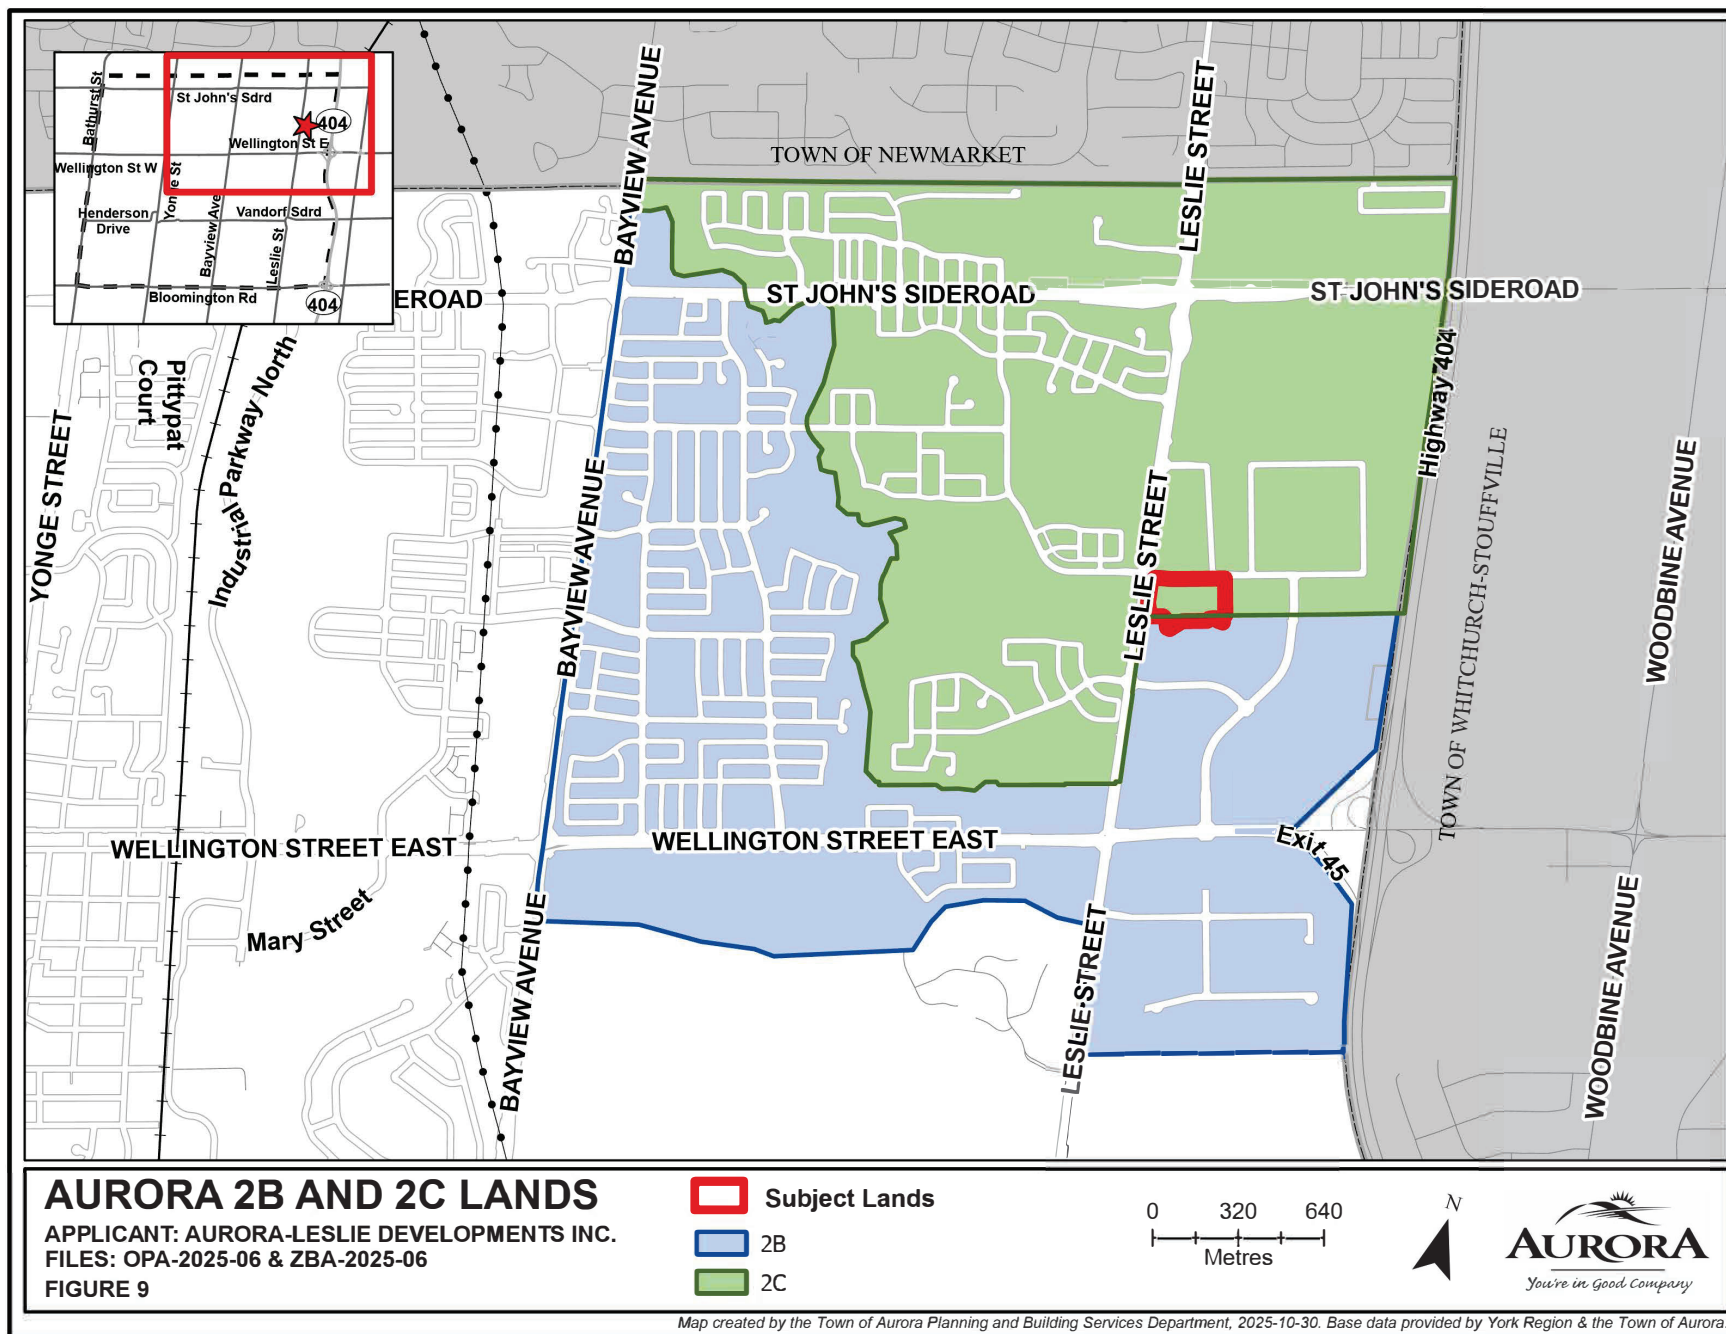 St John's Sdrd
Bathurst St
404
Wellington St E
Wellington St W
Yonge St
Henderson
Drive
Bayview Ave
Vandorf Sdrd
Leslie St
Bloomington Rd
404
TOWN OF NEWMARKET
BAYVIEW AVENUE
LESLIE STREET
EROAD
ST JOHN'S SIDEROAD
ST JOHN'S SIDEROAD
Pittypat
Court
Industrial Parkway North
YONGE STREET
BAYVIEW AVENUE
LESLIE STREET
Highway 404
TOWN OF WHITCHURCH-STOUFFVILLE
WOODBINE AVENUE
WELLINGTON STREET EAST
WELLINGTON STREET EAST
Exit 45
Mary Street
BAYVIEW AVENUE
LESLIE STREET
WOODBINE AVENUE
AURORA 2B AND 2C LANDS
APPLICANT: AURORA-LESLIE DEVELOPMENTS INC.
FILES: OPA-2025-06 & ZBA-2025-06
FIGURE 9
Subject Lands
2B
2C
0 320 640
Metres
N
AURORA
You're in Good Company
Map created by the Town of Aurora Planning and Building Services Department, 2025-10-30. Base data provided by York Region & the Town of Aurora.